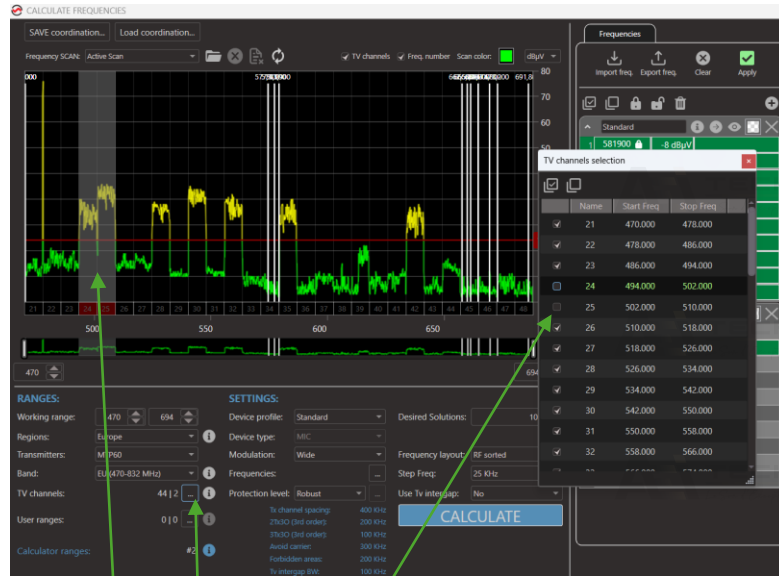 CALCULATE FREQUENCIES
SAVE coordination... Load coordination...
Frequencies
Frequency SCAN: Active Scan
TV channels Freq. number Scan color: dBµV
Import freq. Export freq. Clear Apply
80
70
60
Standard
1 581900 -8 dBµV
TV channels selection
Name Start Freq Stop Freq
21 470.000 478.000
22 478.000 486.000
23 486.000 494.000
24 494.000 502.000
25 502.000 510.000
26 510.000 518.000
27 518.000 526.000
28 526.000 534.000
29 534.000 542.000
30 542.000 550.000
31 550.000 558.000
32 558.000 566.000
21 22 23 24 25 26 27 28 29 30 31 32 33 34 35 36 37 38 39 40 41 42 43 44 45 46 47 48
500 550 600 650
470 694
RANGES: SETTINGS:
Working range: 470 694 Device profile: Standard Desired Solutions: 10
Regions: Europe Device type: MIC
Transmitters: MTP60 Modulation: Wide Frequency layout: RF sorted
Band: EU(470-832 MHz) Frequencies: ... Step Freq: 25 KHz
TV channels: 44 | 2 ... Protection level: Robust ... Use Tv intergap: No
User ranges: 0 | 0 ... Tx channel spacing: 400 KHz CALCULATE
2Tx3O (3rd order): 200 KHz
3Tx3O (3rd order): 100 KHz
Calculator ranges: #2 Avoid carrier: 300 KHz
Forbidden areas: 200 KHz
Tv intergap BW: 100 KHz